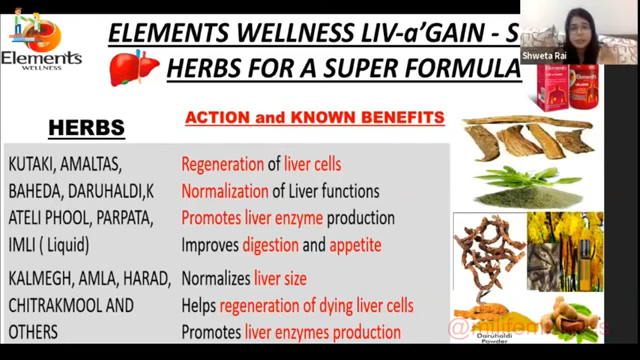 ELEMENTS WELLNESS LIV-a'GAIN - S
HERBS FOR A SUPER FORMULA
Elements
WELLNESS
Shweta Rai
HERBS
ACTION and KNOWN BENEFITS
KUTAKI, AMALTAS,
BAHEDA, DARUHALDI,K
ATELI PHOOL, PARPATA,
IMLI ( Liquid)
Regeneration of liver cells
Normalization of Liver functions
Promotes liver enzyme production
Improves digestion and appetite
KALMEGH, AMLA, HARAD,
CHITRAKMOOL AND
OTHERS
Normalizes liver size
Helps regeneration of dying liver cells
Promotes liver enzymes production
Daruhaldi
Powder